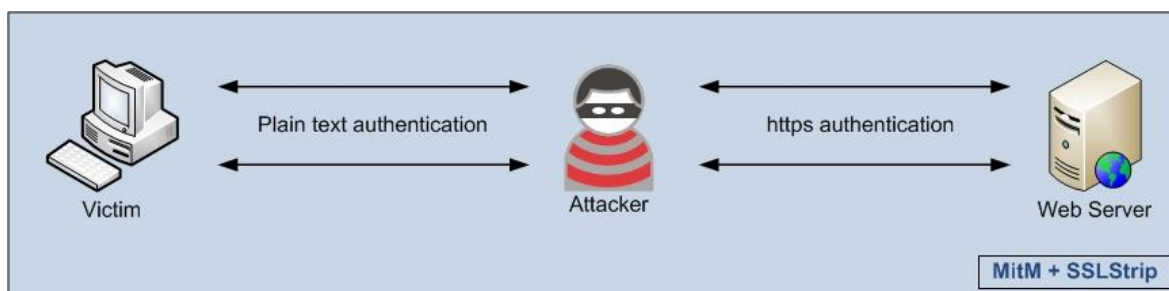 Plain text authentication
https authentication
Victim
Attacker
Web Server
MitM + SSLStrip